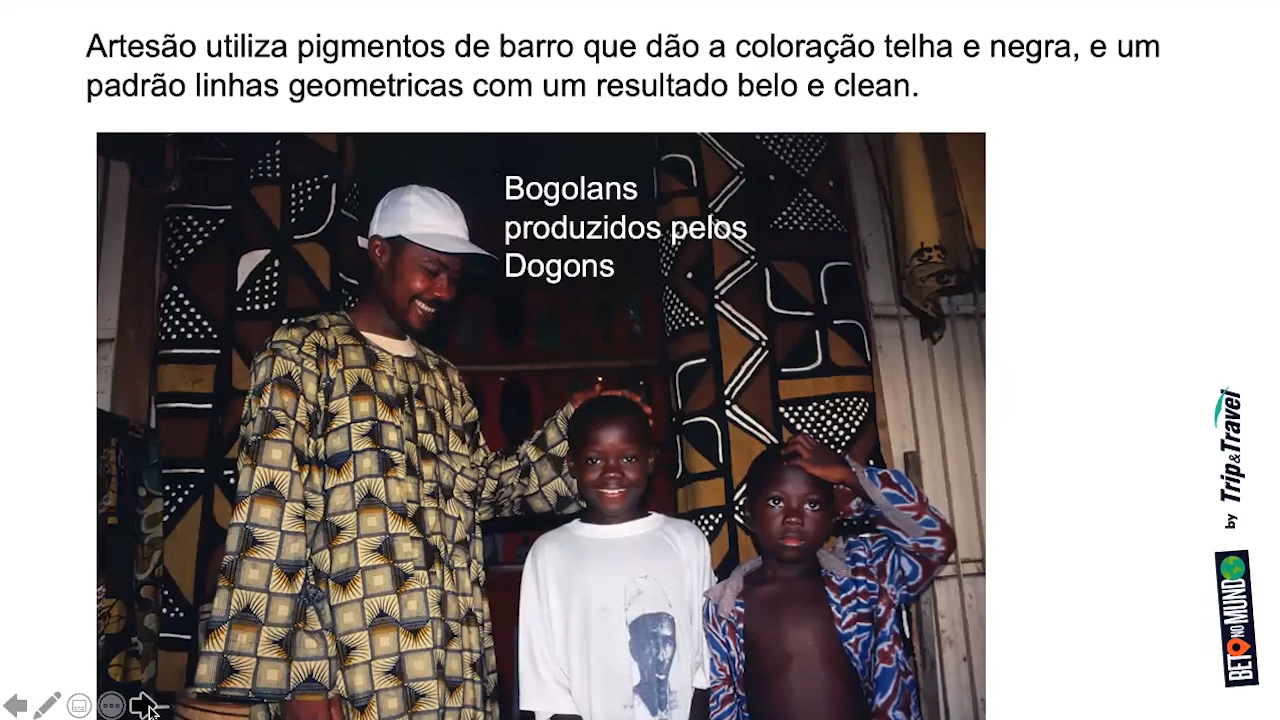 Artesão utiliza pigmentos de barro que dão a coloração telha e negra, e um
padrão linhas geometricas com um resultado belo e clean.
Bogolans
produzidos pelos
Dogons
by Trip&Travel
BETO NO MUNDO